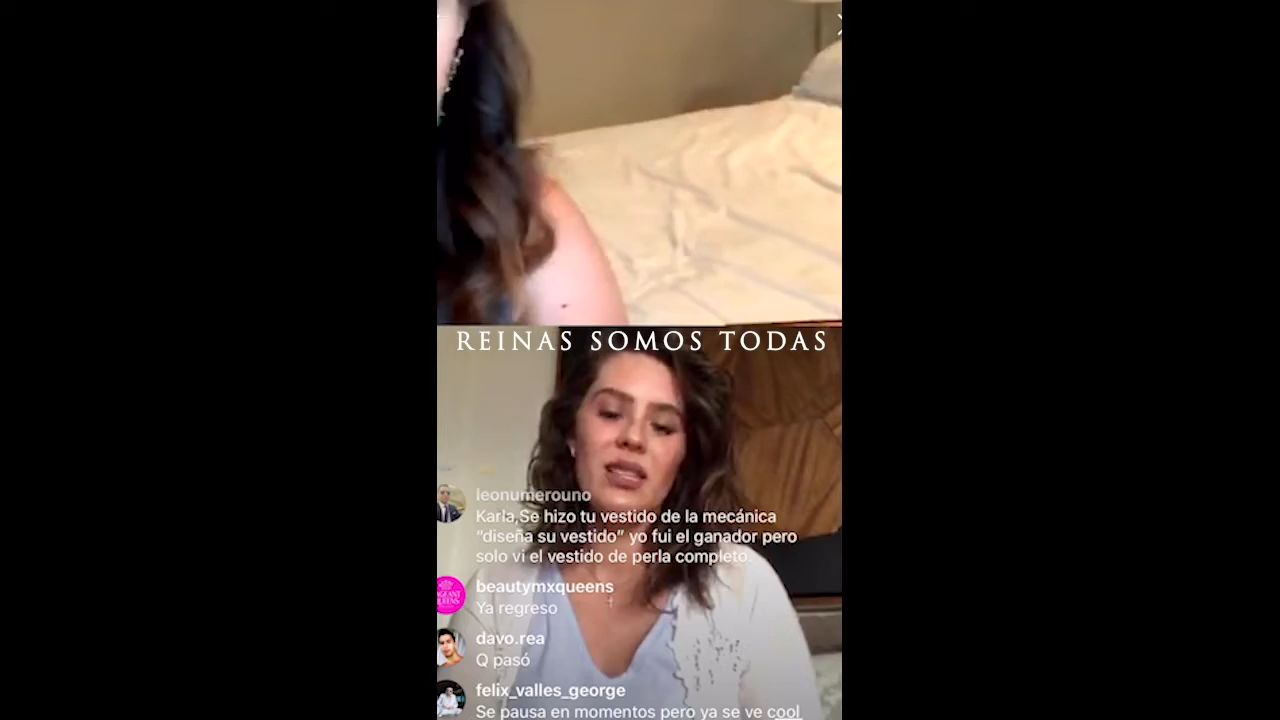 REINAS SOMOS TODAS
leonumerouno
Karla,Se hizo tu vestido de la mecánica
“diseña su vestido” yo fui el ganador pero
solo vi el vestido de perla completo.
beautymxqueens
Ya regreso
davo.rea
Q pasó
felix_valles_george
Se pausa en momentos pero ya se ve cool